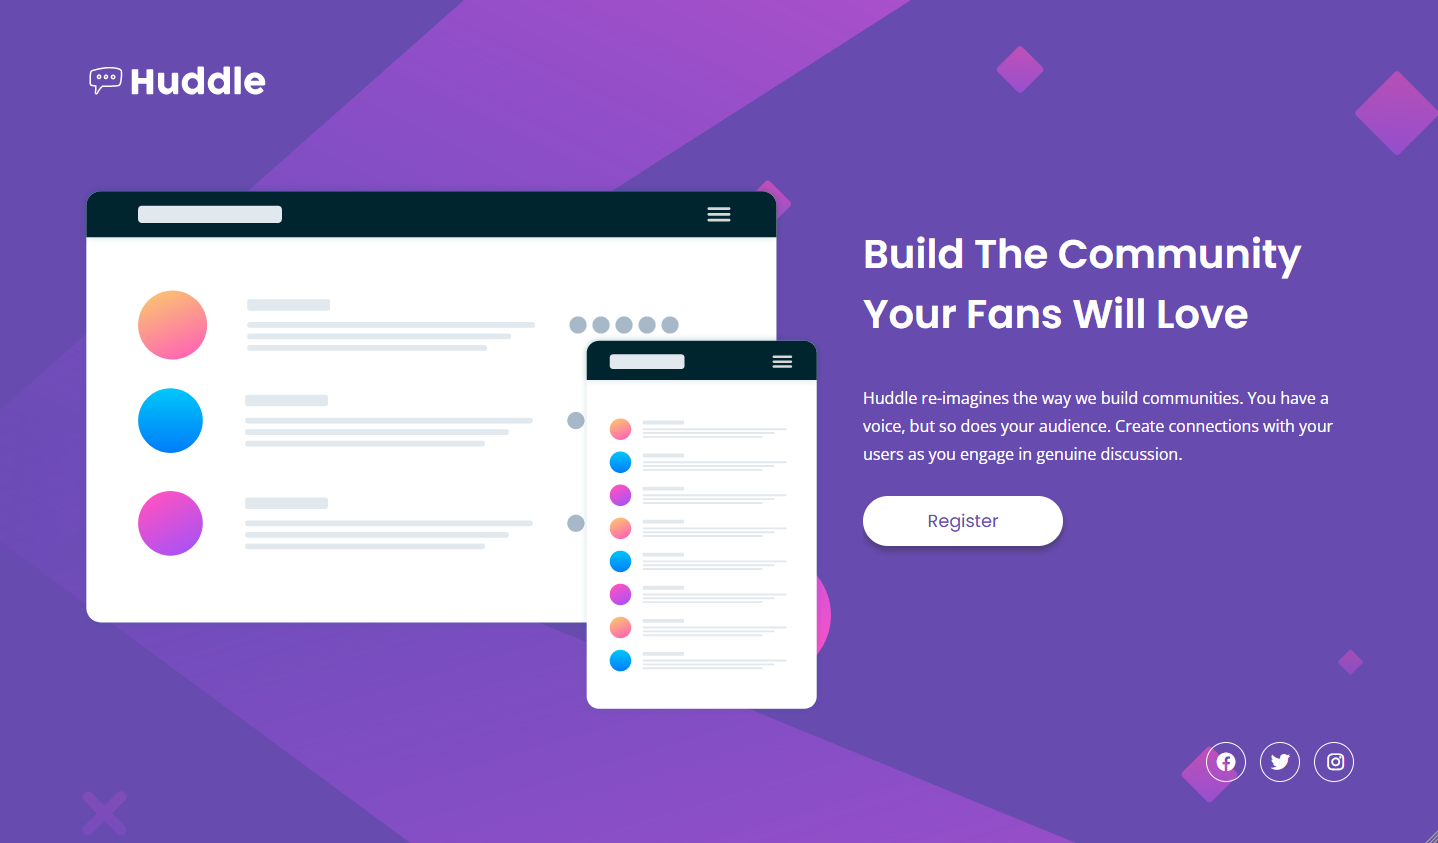 Huddle
Build The Community
Your Fans Will Love
Huddle re-imagines the way we build communities. You have a
voice, but so does your audience. Create connections with your
users as you engage in genuine discussion.
Register